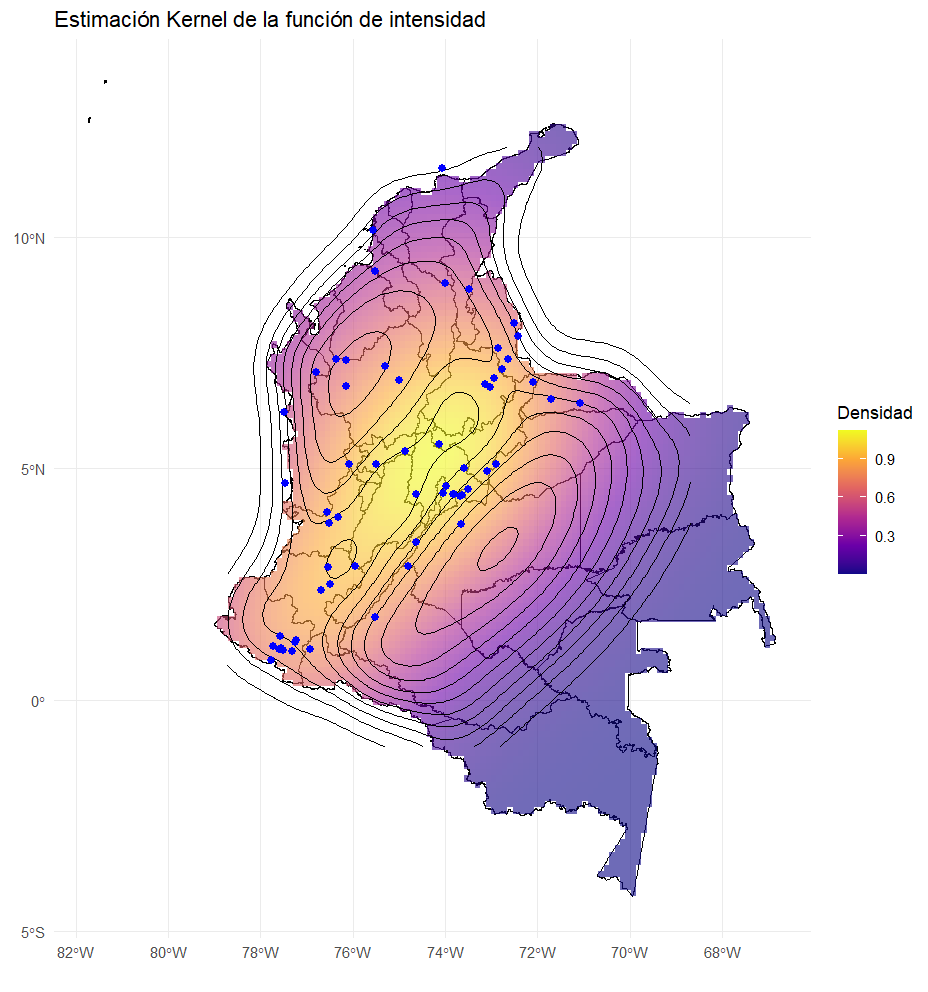 Estimación Kernel de la función de intensidad
10°N
5°N
0°
5°S
82°W 80°W 78°W 76°W 74°W 72°W 70°W 68°W
Densidad
0.9
0.6
0.3